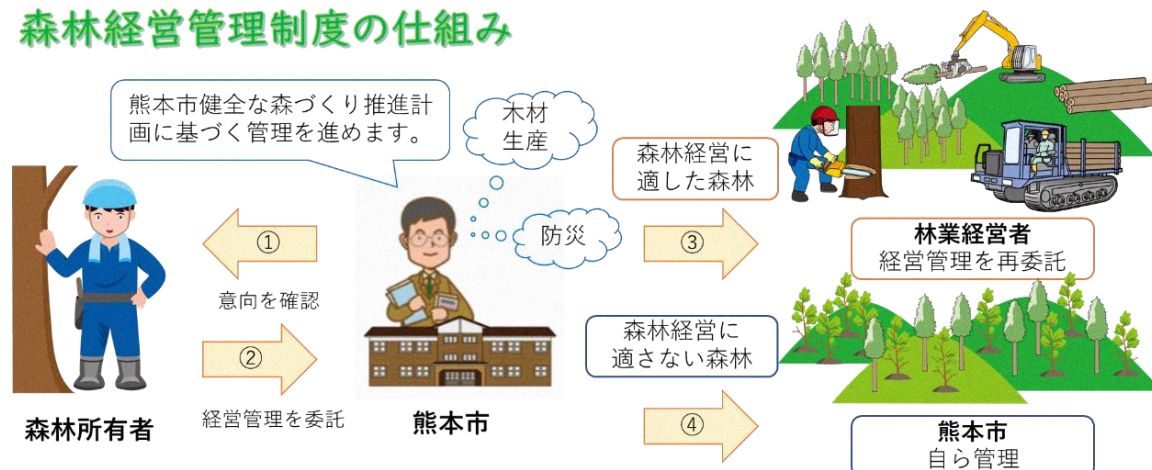 森林経営管理制度の仕組み
熊本市健全な森づくり推進計
画に基づく管理を進めます。
木材
生産
防災
①
意向を確認
②
経営管理を委託
森林所有者
熊本市
森林経営に
適した森林
③
林業経営者
経営管理を再委託
森林経営に
適さない森林
④
熊本市
自ら管理